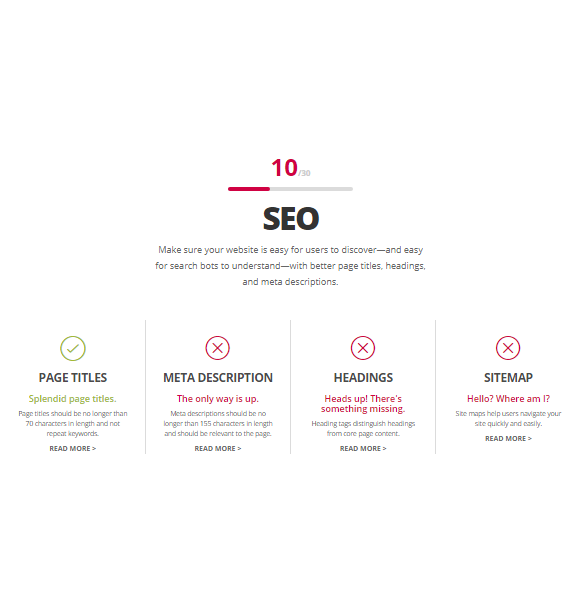 10/30
SEO
Make sure your website is easy for users to discover—and easy
for search bots to understand—with better page titles, headings,
and meta descriptions.
PAGE TITLES
Splendid page titles.
Page titles should be no longer than
70 characters in length and not
repeat keywords.
READ MORE >
META DESCRIPTION
The only way is up.
Meta descriptions should be no
longer than 155 characters in length
and should be relevant to the page.
READ MORE >
HEADINGS
Heads up! There's
something missing.
Heading tags distinguish headings
from core page content.
READ MORE >
SITEMAP
Hello? Where am I?
Site maps help users navigate your
site quickly and easily.
READ MORE >